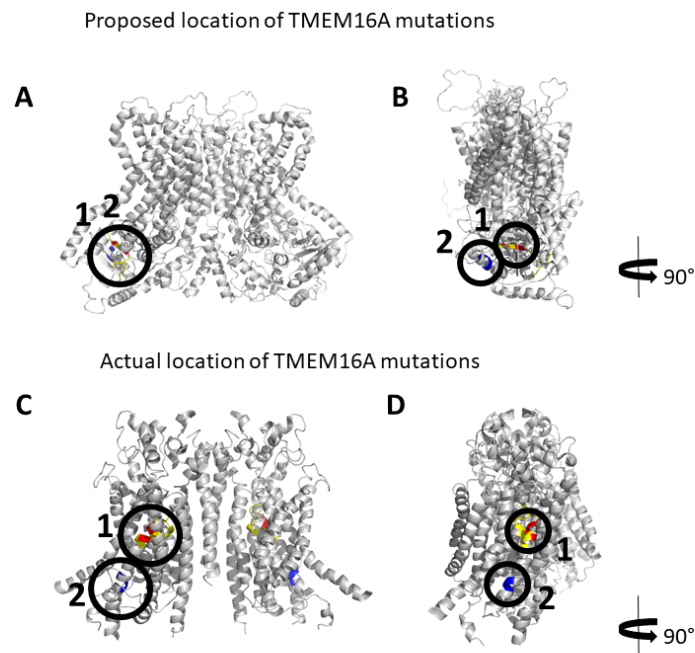 Proposed location of TMEM16A mutations
A
B
1 2
1
2
90°
Actual location of TMEM16A mutations
C
D
1
2
1
2
90°